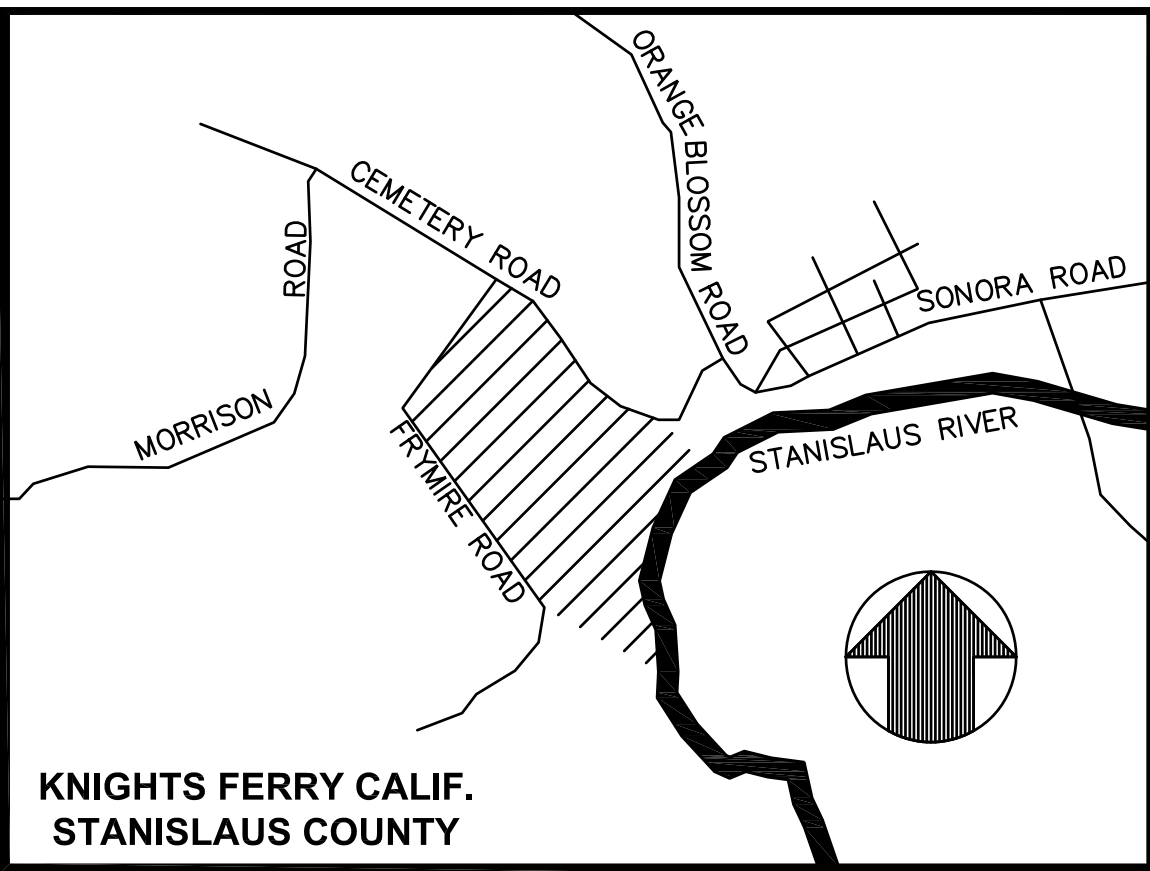 ORANGE BLOSSOM ROAD
CEMETERY ROAD
ROAD
MORRISON
SONORA ROAD
STANISLAUS RIVER
FRYMIRE ROAD
KNIGHTS FERRY CALIF.
STANISLAUS COUNTY